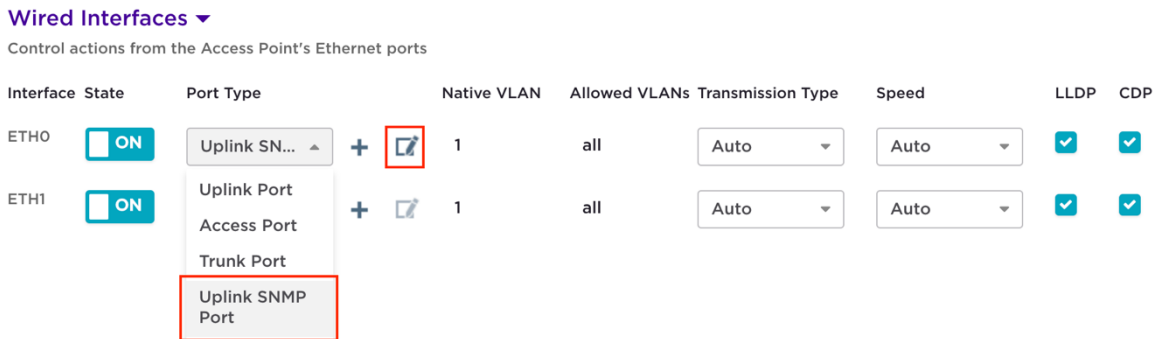 Wired Interfaces
Control actions from the Access Point's Ethernet ports
Interface State Port Type Native VLAN Allowed VLANs Transmission Type Speed LLDP CDP
ETH0 ON Uplink SN... 1 all Auto Auto
Uplink Port
ETH1 ON 1 all Auto Auto
Access Port
Trunk Port
Uplink SNMP
Port